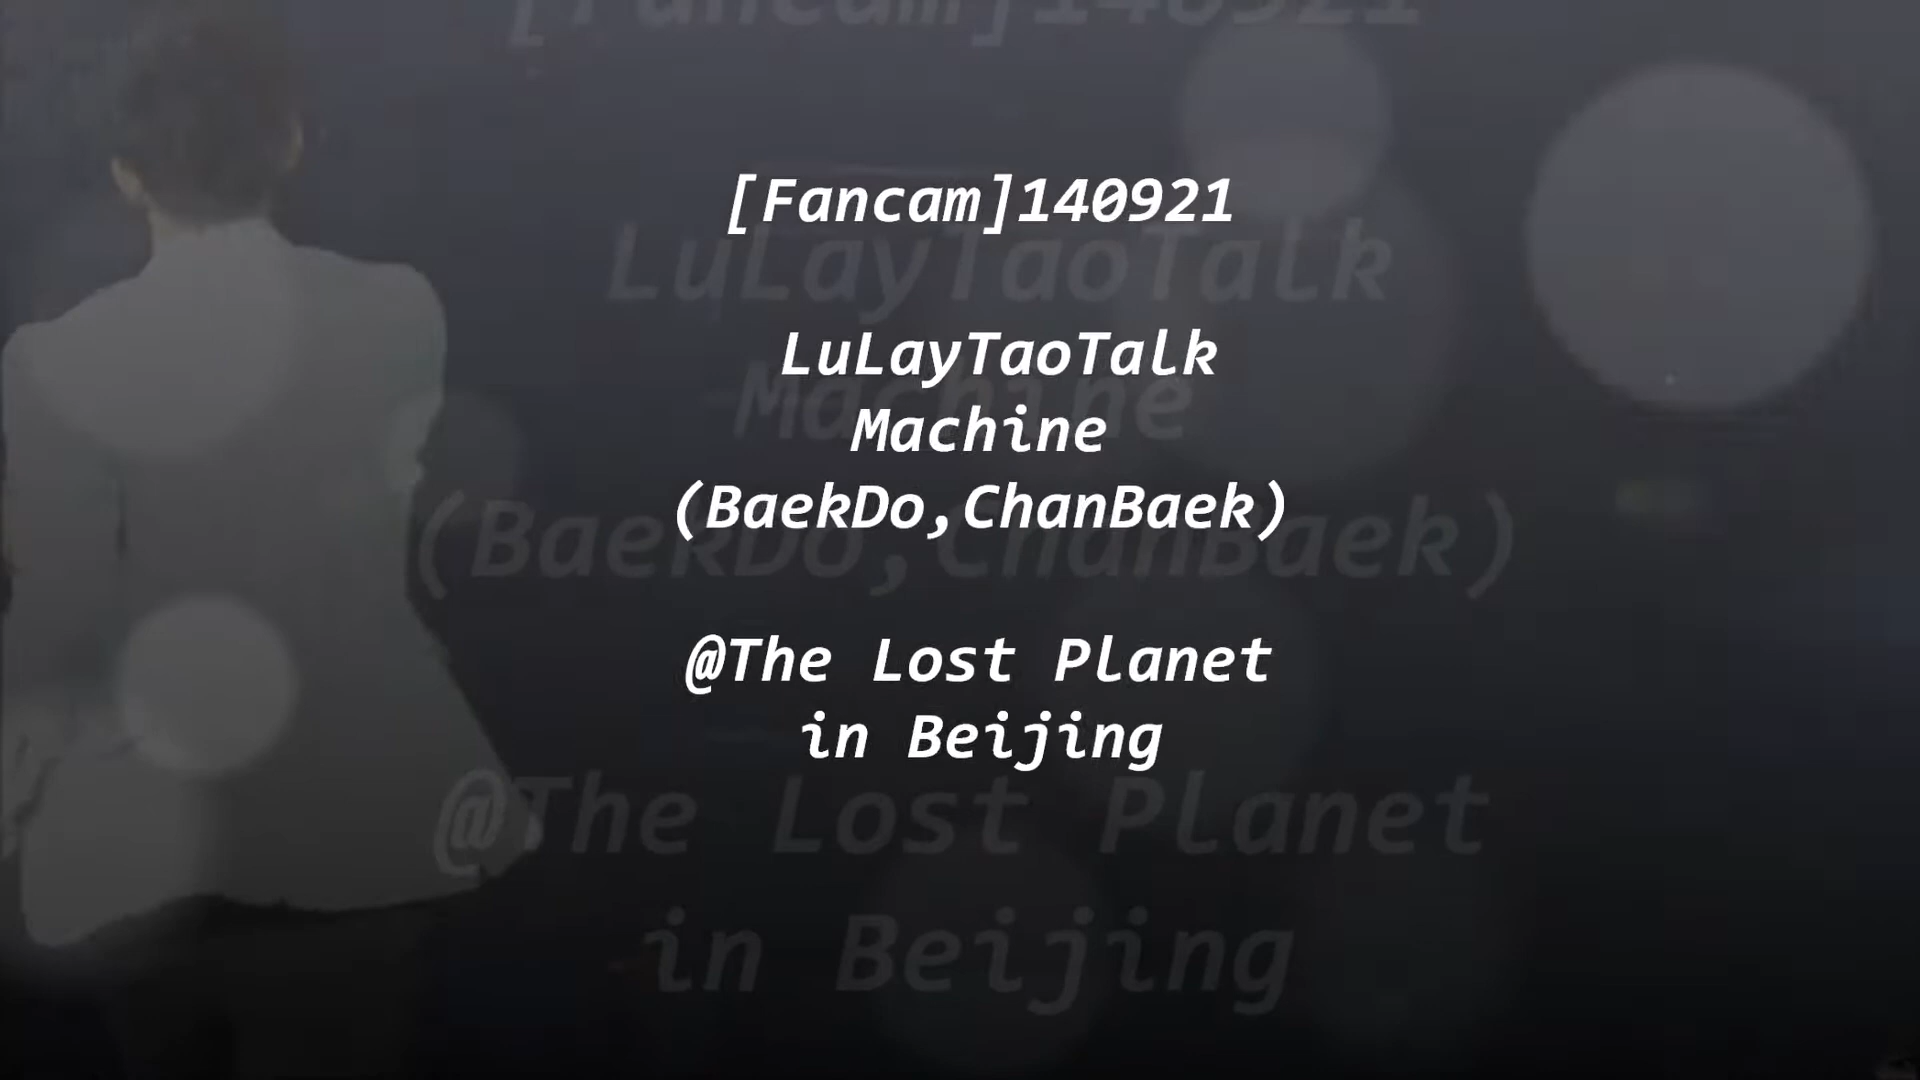 [Fancam]140921
LuLayTaoTalk
Machine
(BaekDo,ChanBaek)
@The Lost Planet
in Beijing